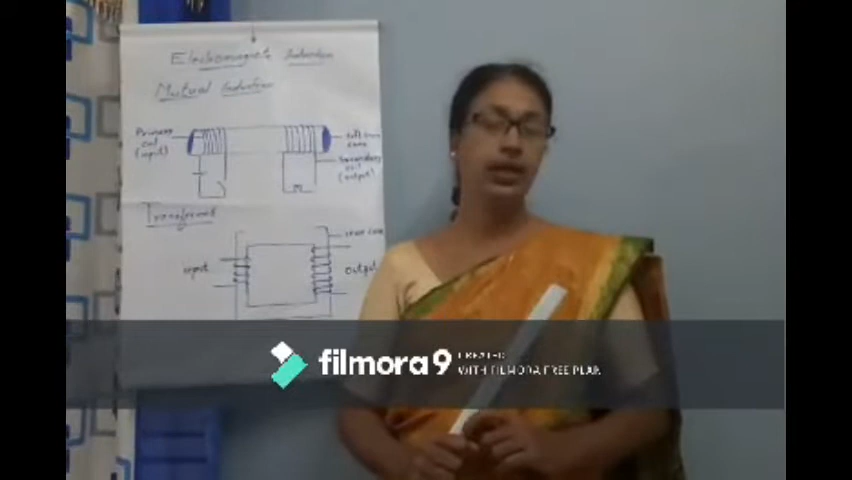 Electromagnetic Induction
Mutual Induction
Primary
coil
(input)
Soft iron
core
Secondary
coil
(output)
Transformer
iron core
input
output
filmora9
CREATED
WITH FILMORA FREE PLAN